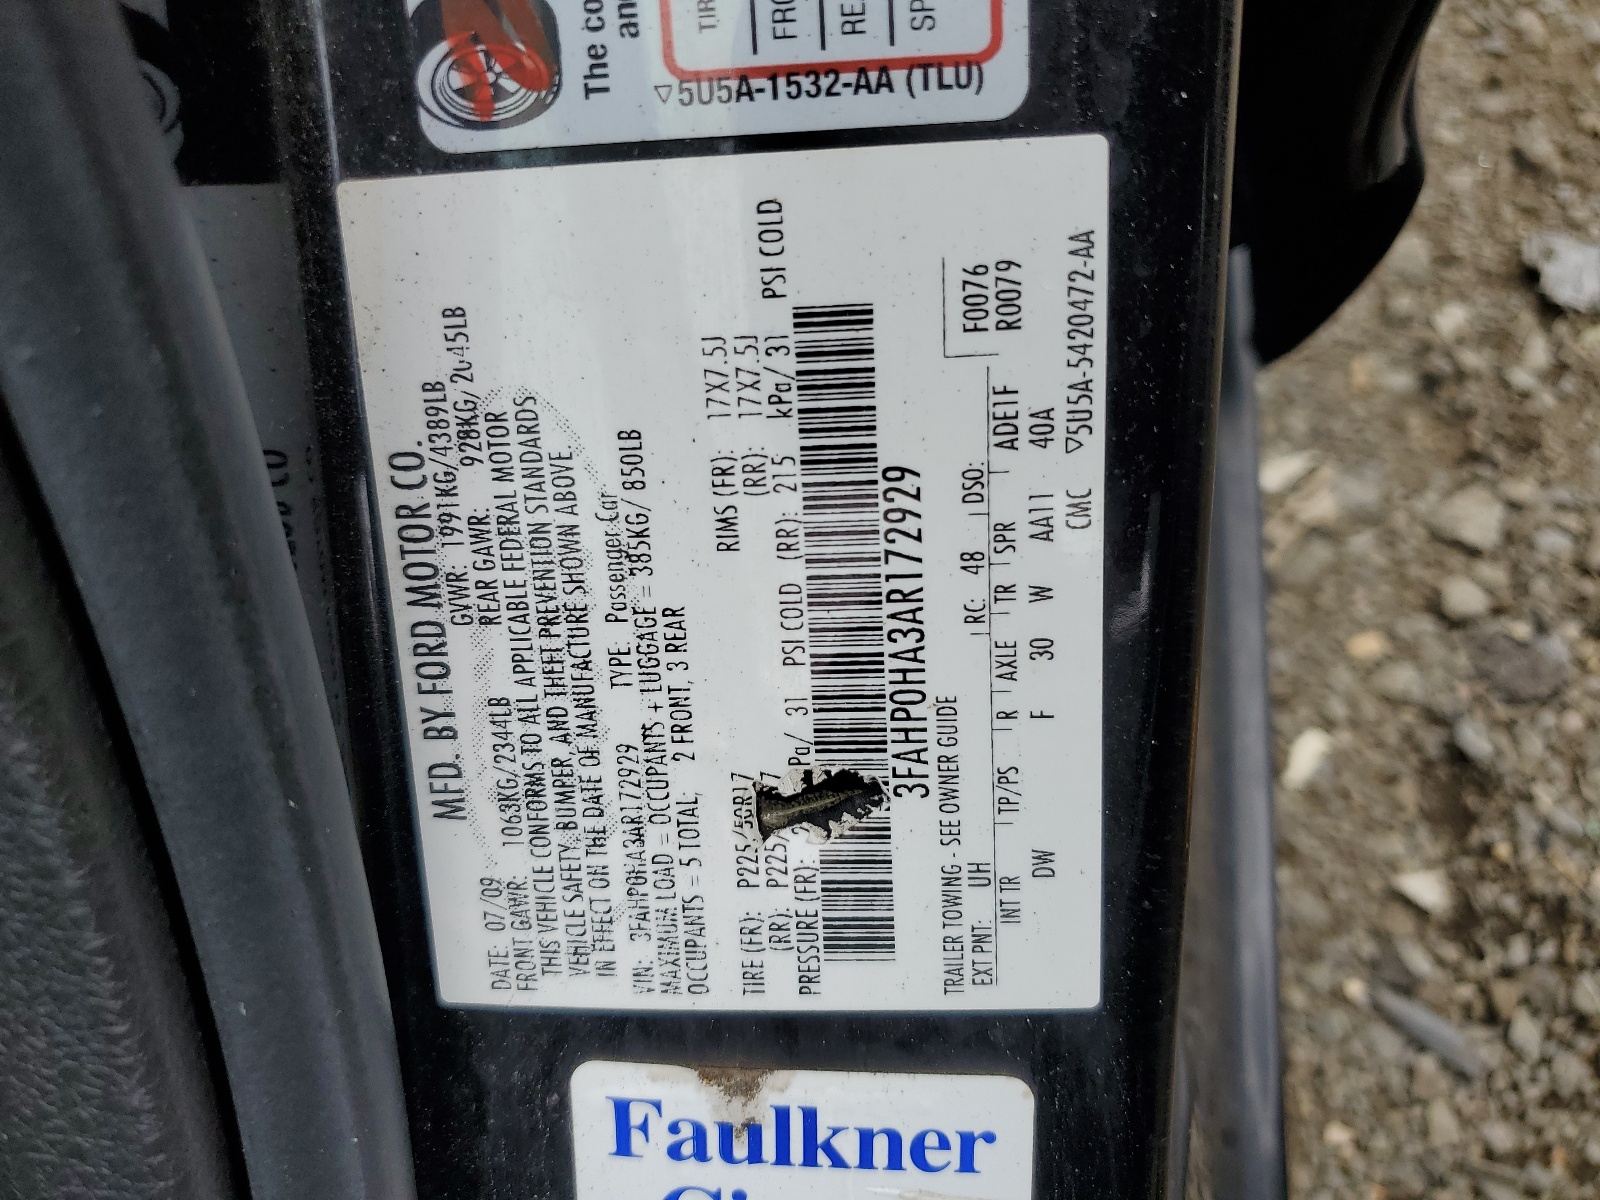 The co
an
TIR
FRO
RE
SP
▽5U5A-1532-AA (TLU)
MFD. BY FORD MOTOR CO.
DATE: 07/09 GVWR: 1991KG/4389LB
FRONT GAWR: 1063KG/2344LB REAR GAWR: 928KG/2045LB
THIS VEHICLE CONFORMS TO ALL APPLICABLE FEDERAL MOTOR
VEHICLE SAFETY, BUMPER, AND THEFT PREVENTION STANDARDS
IN EFFECT ON THE DATE OF MANUFACTURE SHOWN ABOVE.
VIN: 3FAHP0HA3AR172929 TYPE: Passenger Car
MAXIMUM LOAD = OCCUPANTS + LUGGAGE = 385KG/ 850LB
OCCUPANTS = 5 TOTAL, 2 FRONT, 3 REAR
TIRE (FR): P225/50R17 RIMS (FR): 17X7.5J
(RR): P225/ 7 (RR): 17X7.5J
PRESSURE (FR): Pa/ 31 PSI COLD (RR): 215 kPa/ 31 PSI COLD
3FAHP0HA3AR172929
TRAILER TOWING - SEE OWNER GUIDE F0076
EXT PNT: UH RC: 48 DSO: R0079
INT TR TP/PS R AXLE TR SPR ADE1F
DW F 30 W AA11 40A
CMC ▽5U5A-5420472-AA
Faulkner